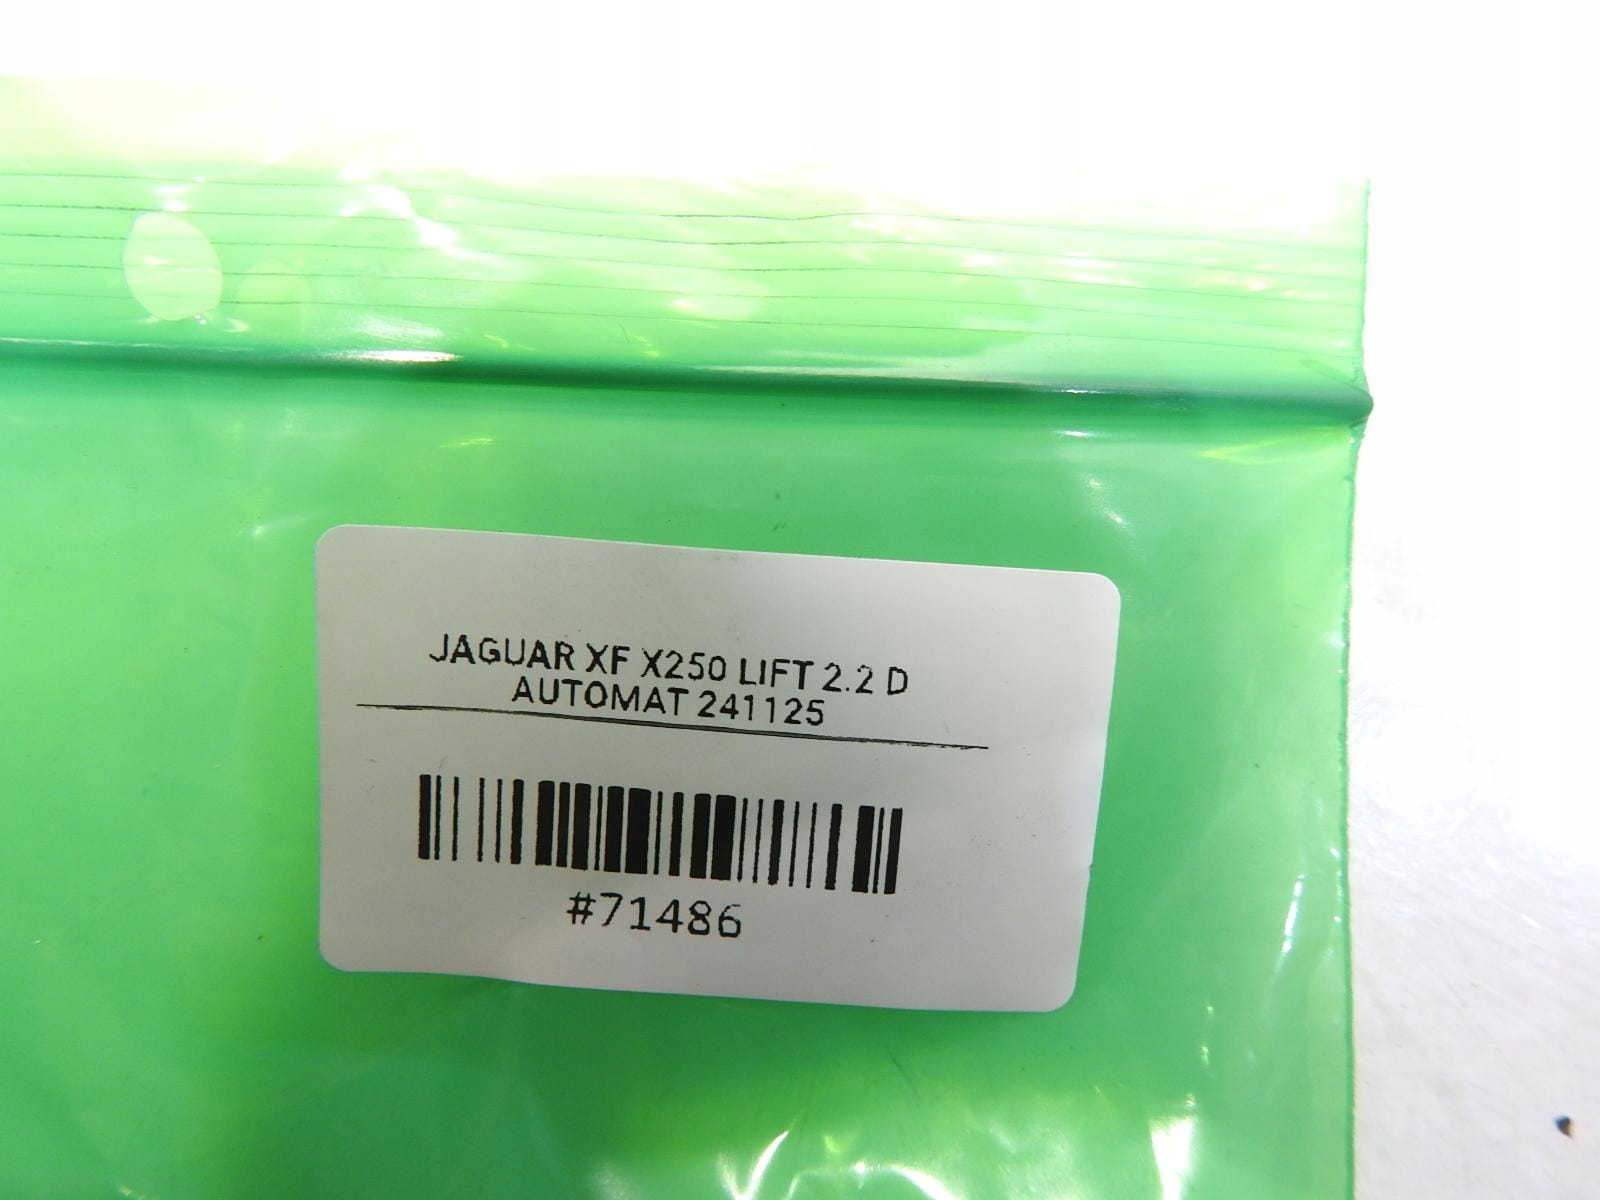 JAGUAR XF X250 LIFT 2.2 D
AUTOMAT 241125
#71486